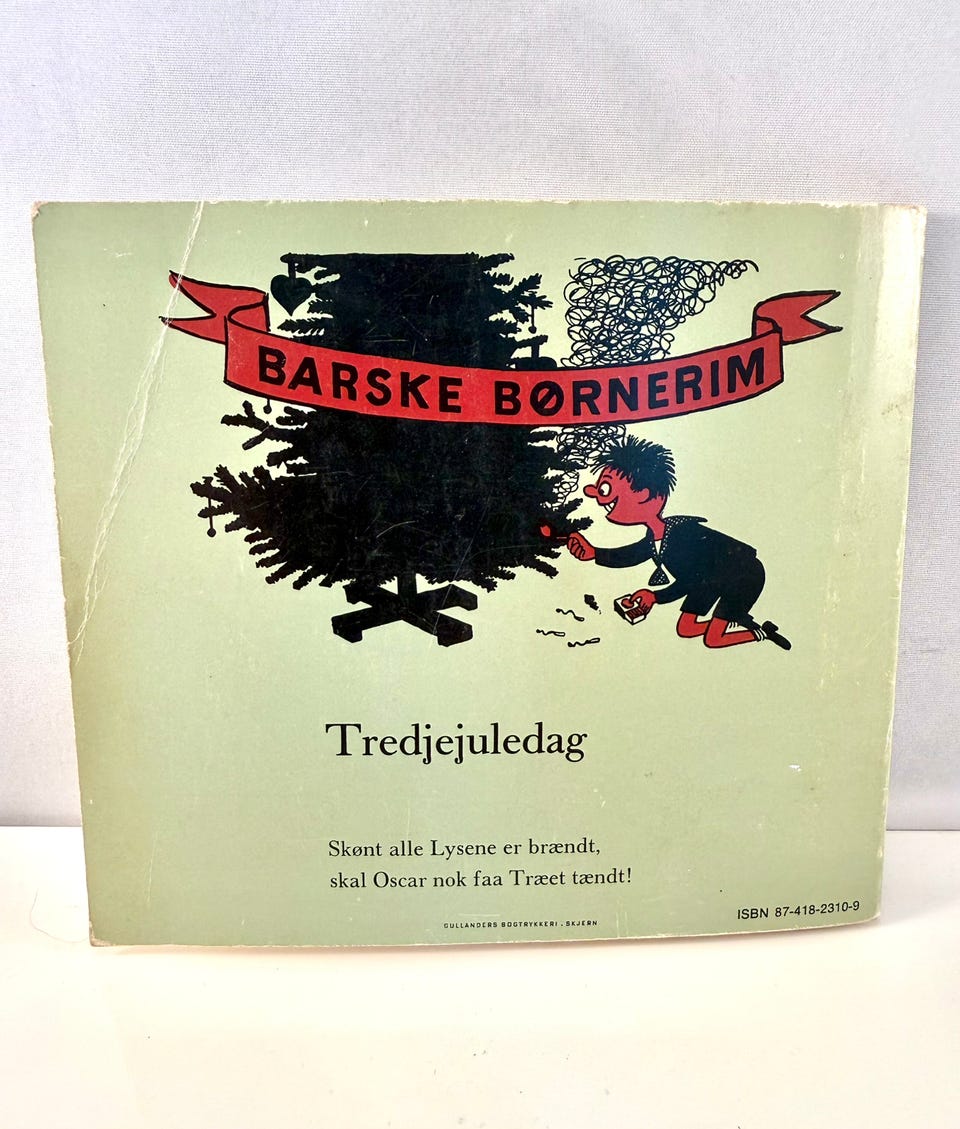 BARSKE BØRNERIM
Tredjejuledag
Skønt alle Lysene er brændt,
skal Oscar nok faa Træet tændt!
ISBN 87-418-2310-9
GULLANDERS BOGTRYKKERI . SKJERN